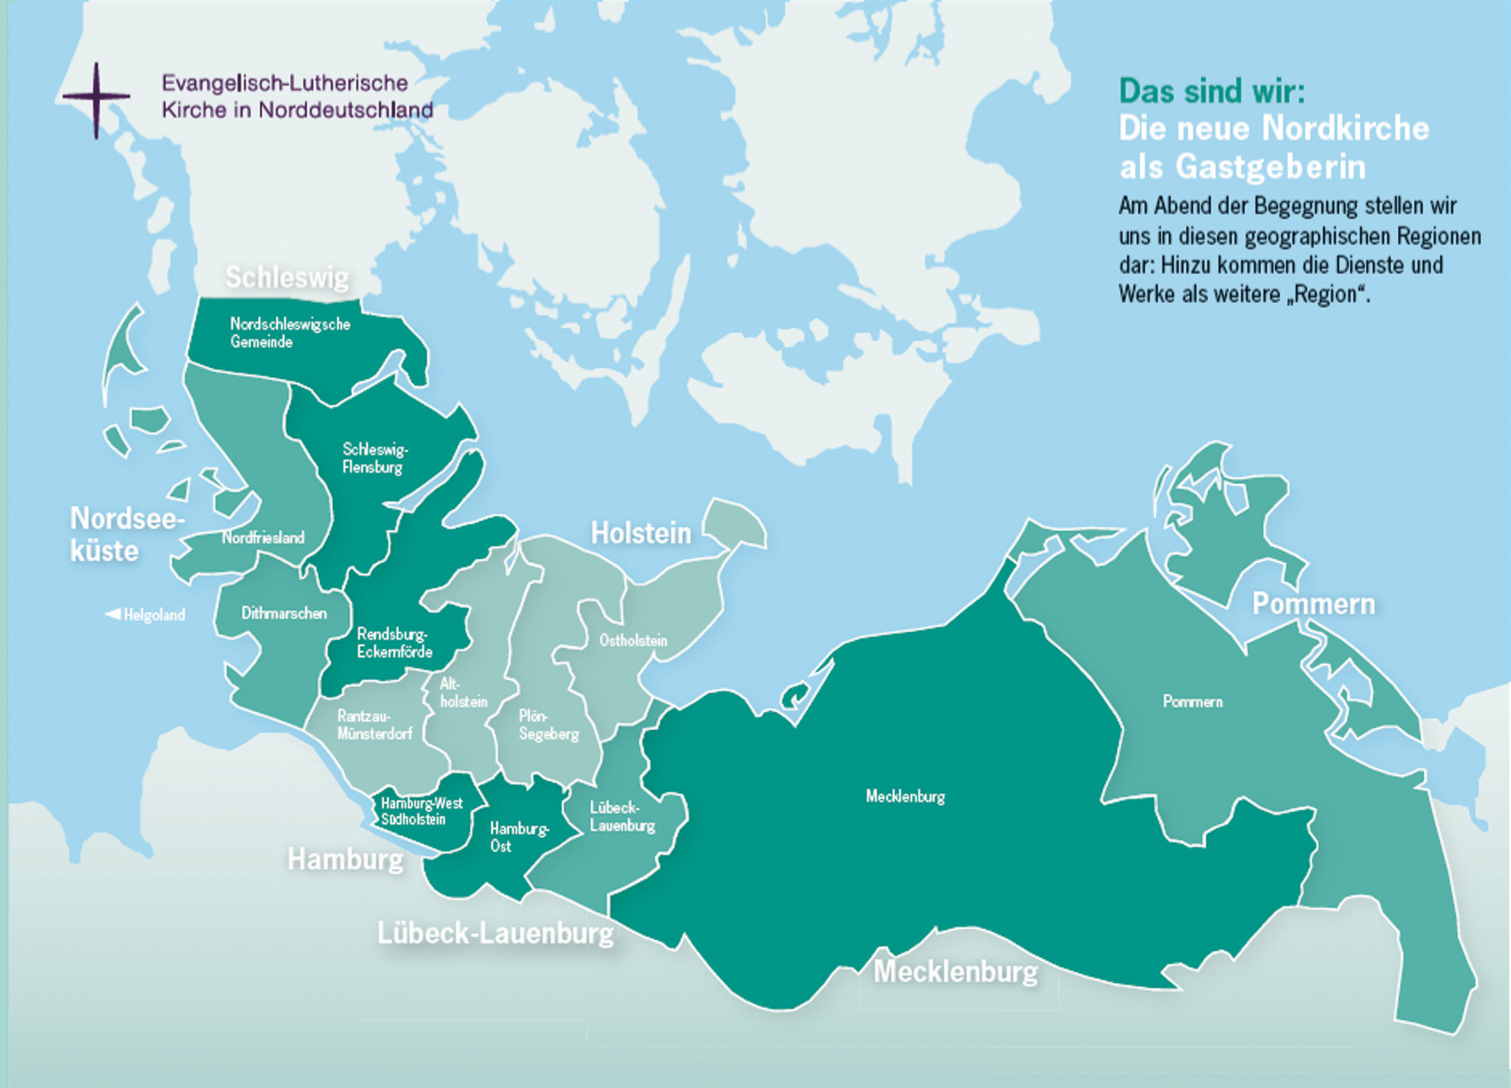 Evangelisch-Lutherische
Kirche in Norddeutschland
Das sind wir:
Die neue Nordkirche
als Gastgeberin
Am Abend der Begegnung stellen wir
uns in diesen geographischen Regionen
dar: Hinzu kommen die Dienste und
Werke als weitere „Region“.
Schleswig
Nordschleswigsche
Gemeinde
Schleswig-
Flensburg
Nordsee-
küste
Nordfriesland
Holstein
Helgoland
Dithmarschen
Rendsburg-
Eckernförde
Ostholstein
Pommern
Alt-
holstein
Rantzau-
Münsterdorf
Plön-
Segeberg
Pommern
Mecklenburg
Hamburg-West
Südholstein
Hamburg-
Ost
Lübeck-
Lauenburg
Hamburg
Lübeck-Lauenburg
Mecklenburg